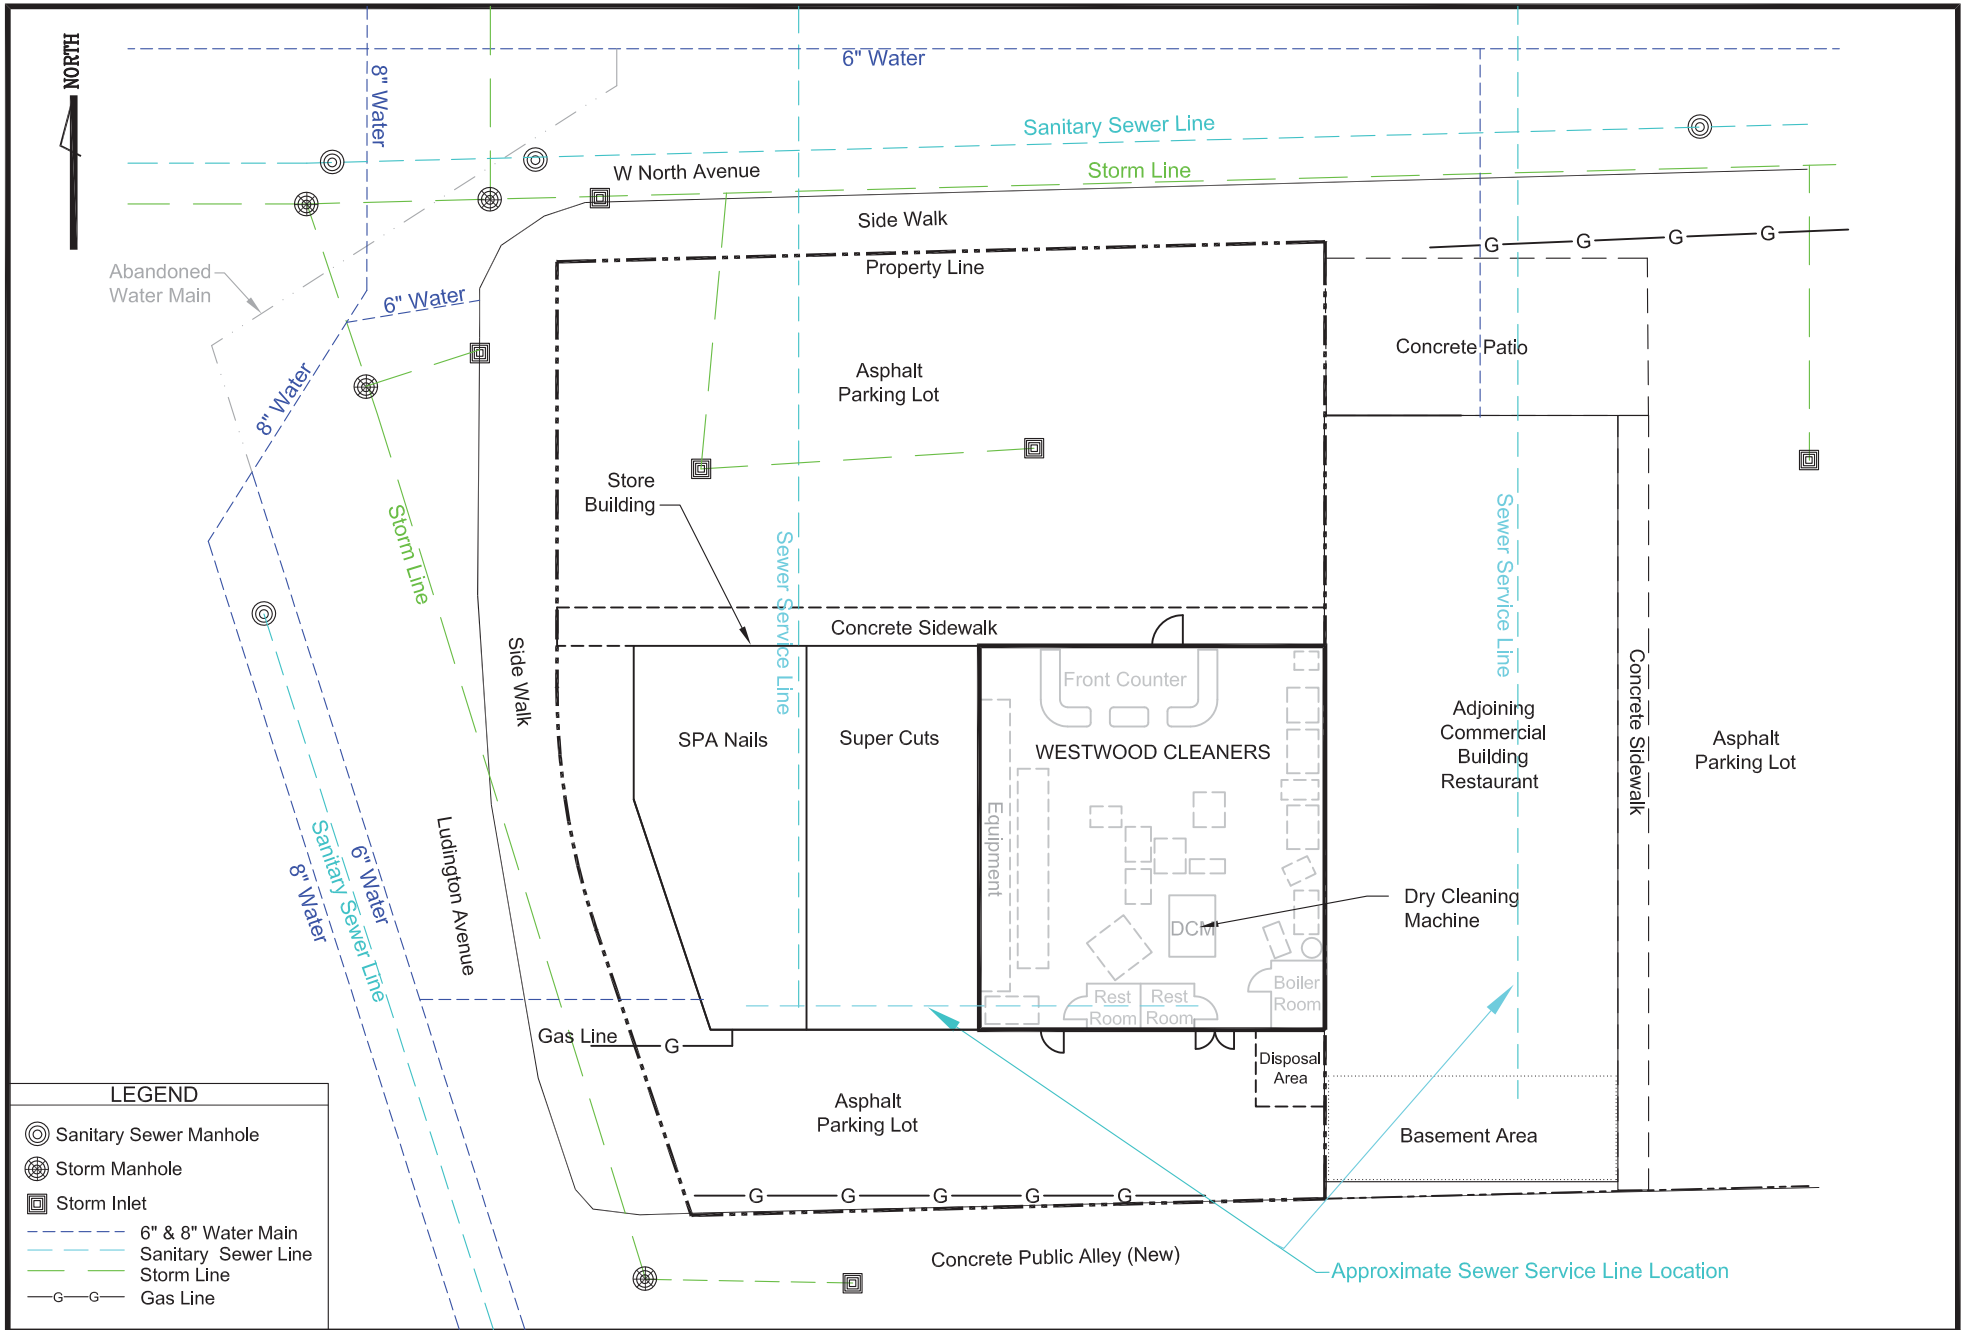 NORTH
8" Water
6" Water
Sanitary Sewer Line
W North Avenue
Storm Line
Side Walk
Abandoned
Water Main
6" Water
Property Line
G G G G
Concrete Patio
8" Water
Asphalt
Parking Lot
Store
Building
Storm Line
Sewer Service Line
Sewer Service Line
Concrete Sidewalk
Side Walk
Front Counter
SPA Nails
Super Cuts
WESTWOOD CLEANERS
Adjoining
Commercial
Building
Restaurant
Concrete Sidewalk
Asphalt
Parking Lot
Equipment
Ludington Avenue
Sanitary Sewer Line
6" Water
8" Water
DCM
Dry Cleaning
Machine
Rest
Room
Rest
Room
Boiler
Room
Gas Line
G
Disposal
Area
Asphalt
Parking Lot
Basement Area
G G G G G
Concrete Public Alley (New)
Approximate Sewer Service Line Location
LEGEND
Sanitary Sewer Manhole
Storm Manhole
Storm Inlet
6" & 8" Water Main
Sanitary Sewer Line
Storm Line
G G Gas Line